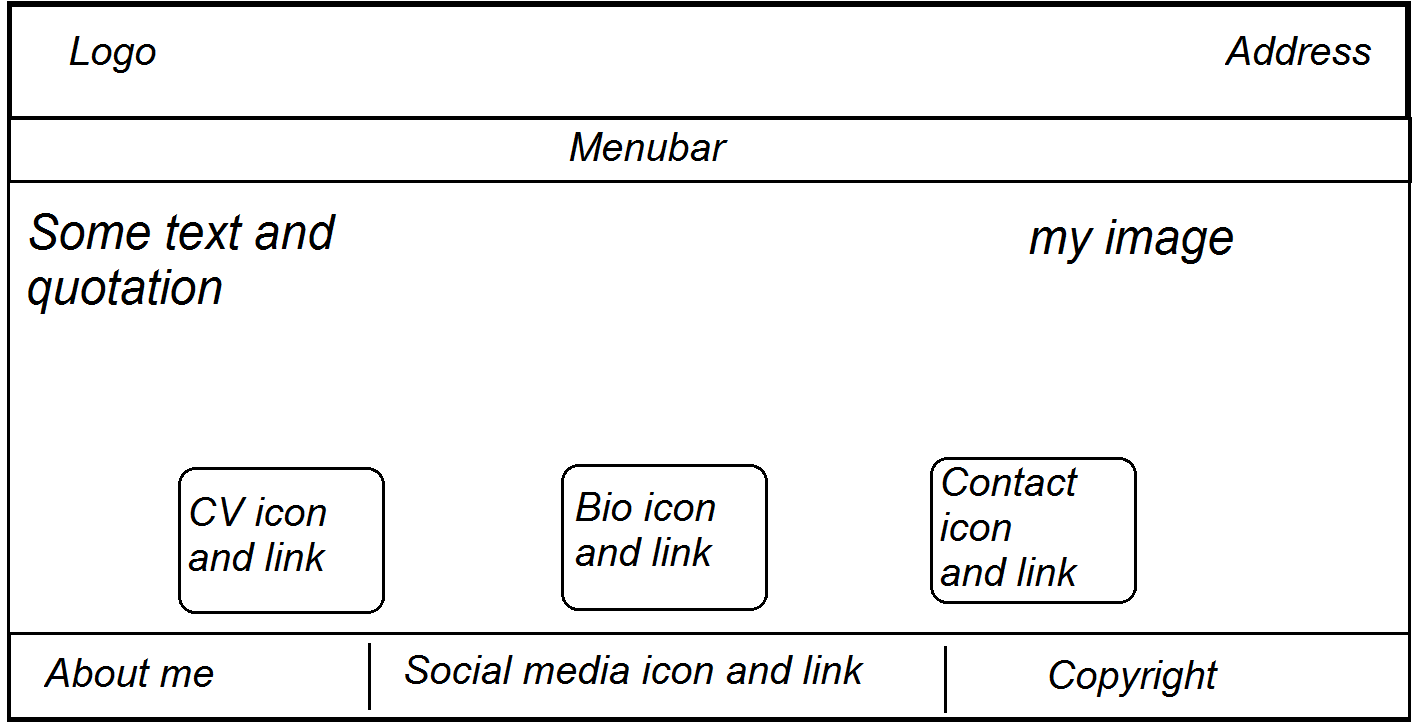 Logo
Address
Menubar
Some text and
quotation
my image
CV icon
and link
Bio icon
and link
Contact
icon
and link
About me
Social media icon and link
Copyright